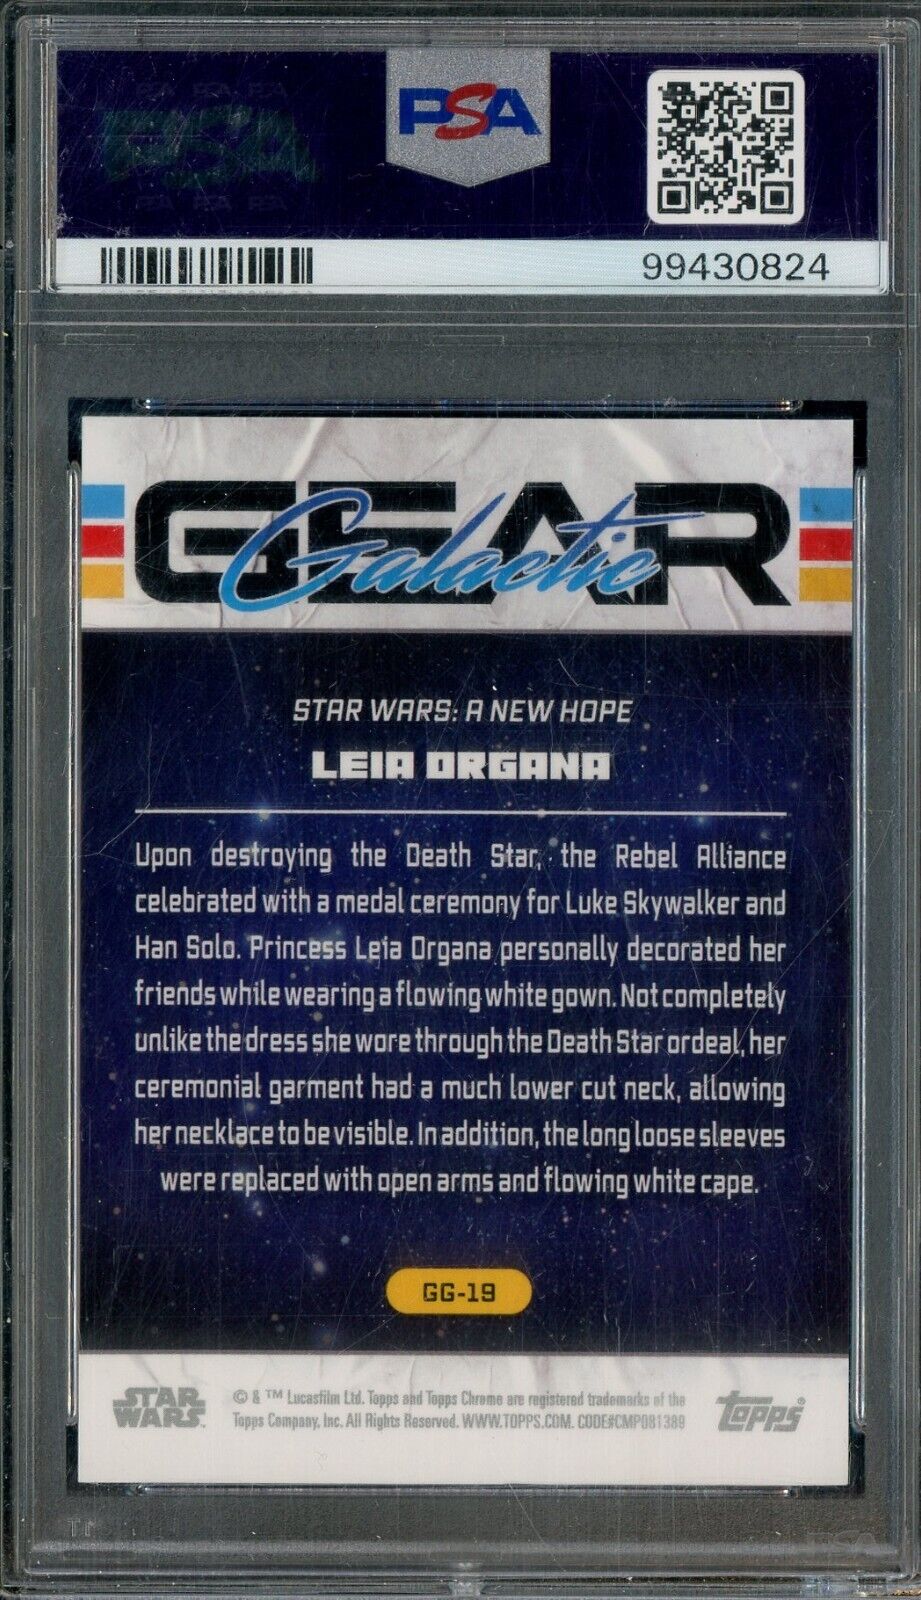 PSA
99430824
GEAR
Galactic
STAR WARS: A NEW HOPE
LEIA ORGANA
Upon destroying the Death Star, the Rebel Alliance
celebrated with a medal ceremony for Luke Skywalker and
Han Solo. Princess Leia Organa personally decorated her
friends while wearing a flowing white gown. Not completely
unlike the dress she wore through the Death Star ordeal, her
ceremonial garment had a much lower cut neck, allowing
her necklace to be visible. In addition, the long loose sleeves
were replaced with open arms and flowing white cape.
GG-19
STAR WARS
© & ™ Lucasfilm Ltd. Topps and Topps Chrome are registered trademarks of the
Topps Company, Inc. All Rights Reserved. WWW.TOPPS.COM. CODE#CMP081389
Topps®
PSA